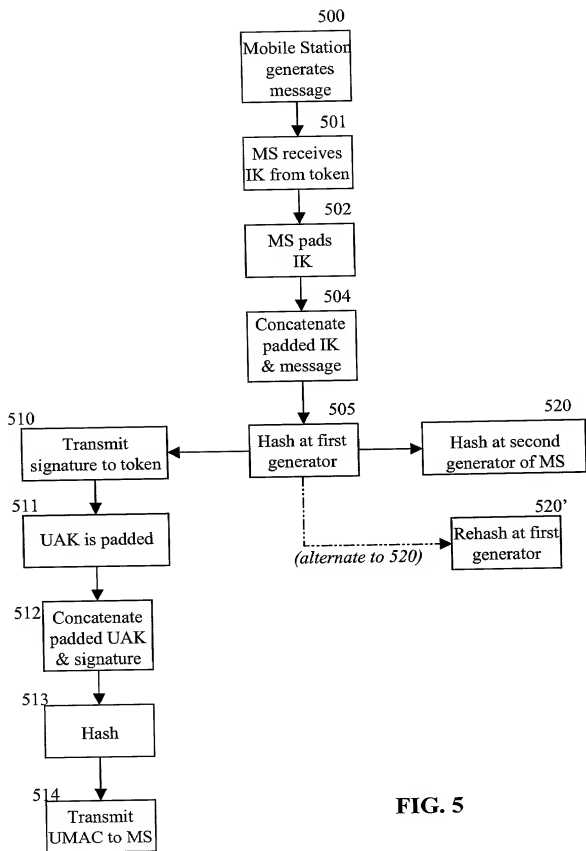 500
Mobile Station
generates
message
501
MS receives
IK from token
502
MS pads
IK
504
Concatenate
padded IK
& message
505
Hash at first
generator
510
Transmit
signature to token
520
Hash at second
generator of MS
(alternate to 520)
520’
Rehash at first
generator
511
UAK is padded
512
Concatenate
padded UAK
& signature
513
Hash
514
Transmit
UMAC to MS
FIG. 5